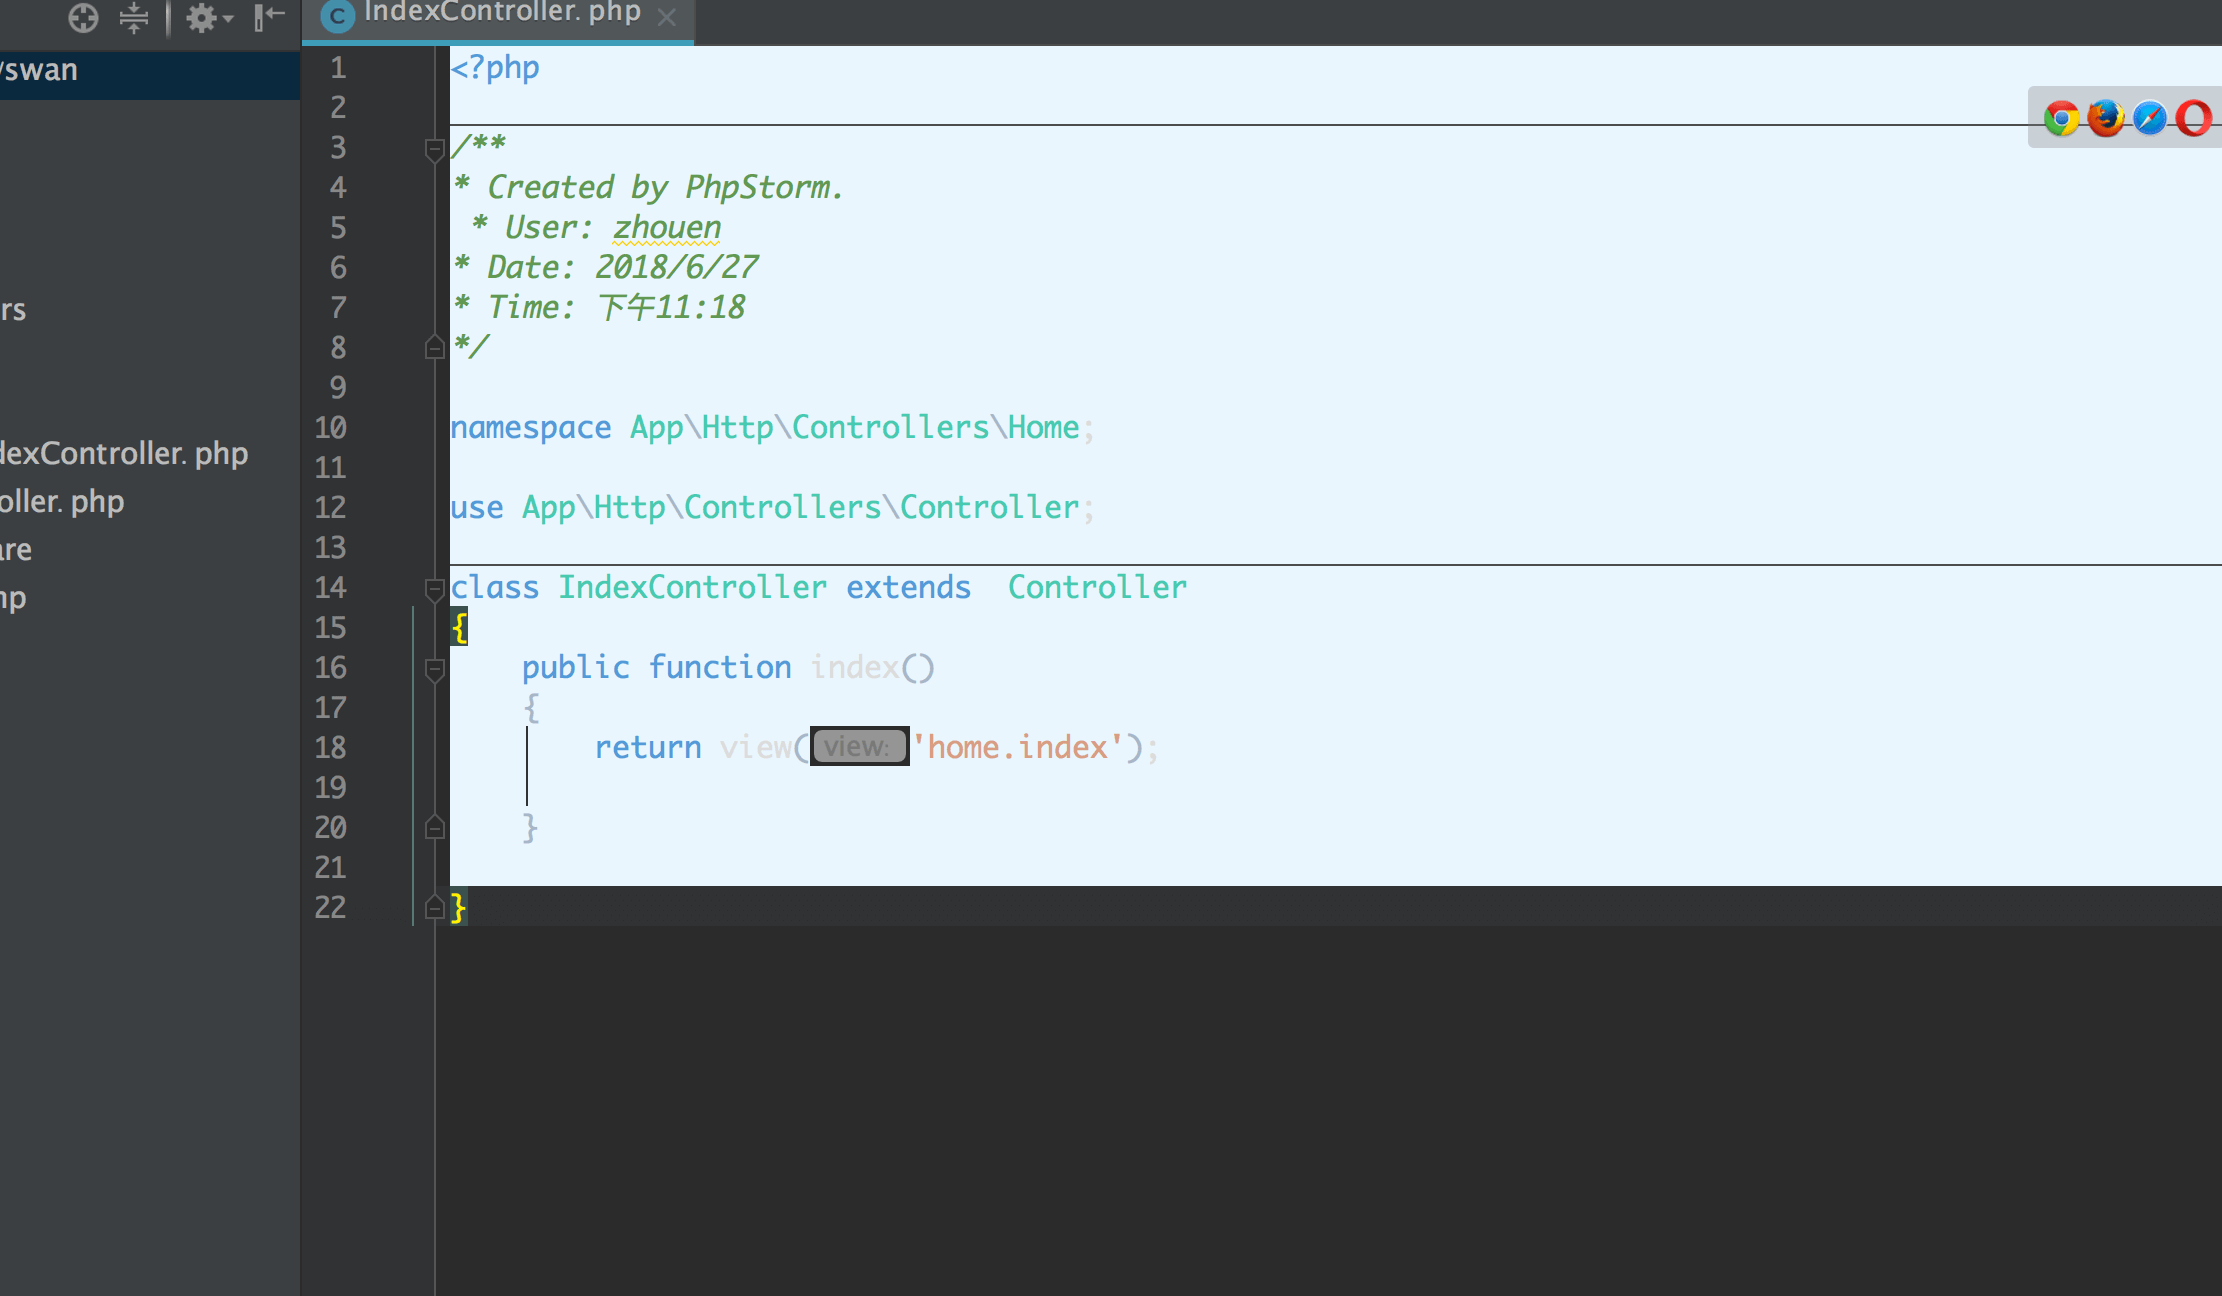 IndexController.php
/swan
rs
dexController.php
oller.php
are
np
1 <?php
2
3 /**
4 * Created by PhpStorm.
5 * User: zhouen
6 * Date: 2018/6/27
7 * Time: 下午11:18
8 */
9
10 namespace App\Http\Controllers\Home;
11
12 use App\Http\Controllers\Controller;
13
14 class IndexController extends  Controller
15 {
16     public function index()
17     {
18         return view( view: 'home.index');
19
20     }
21
22 }